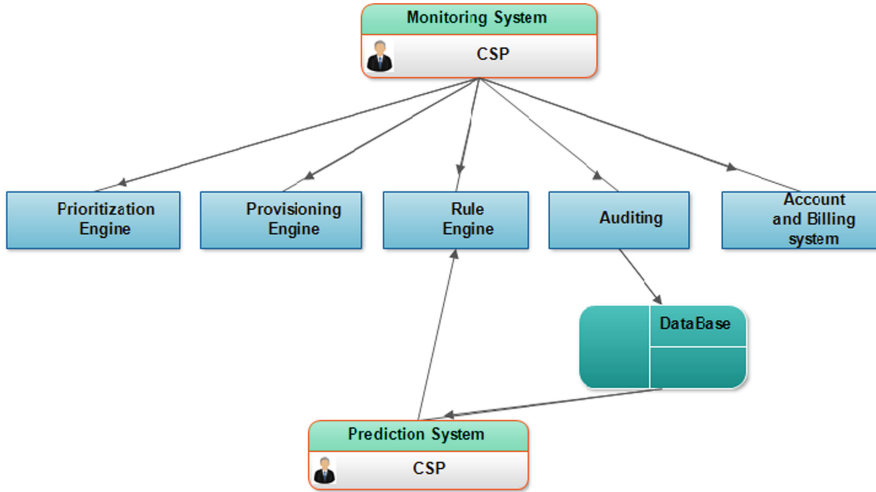 Monitoring System
CSP
Prioritization
Engine
Provisioning
Engine
Rule
Engine
Auditing
Account
and Billing
system
DataBase
Prediction System
CSP